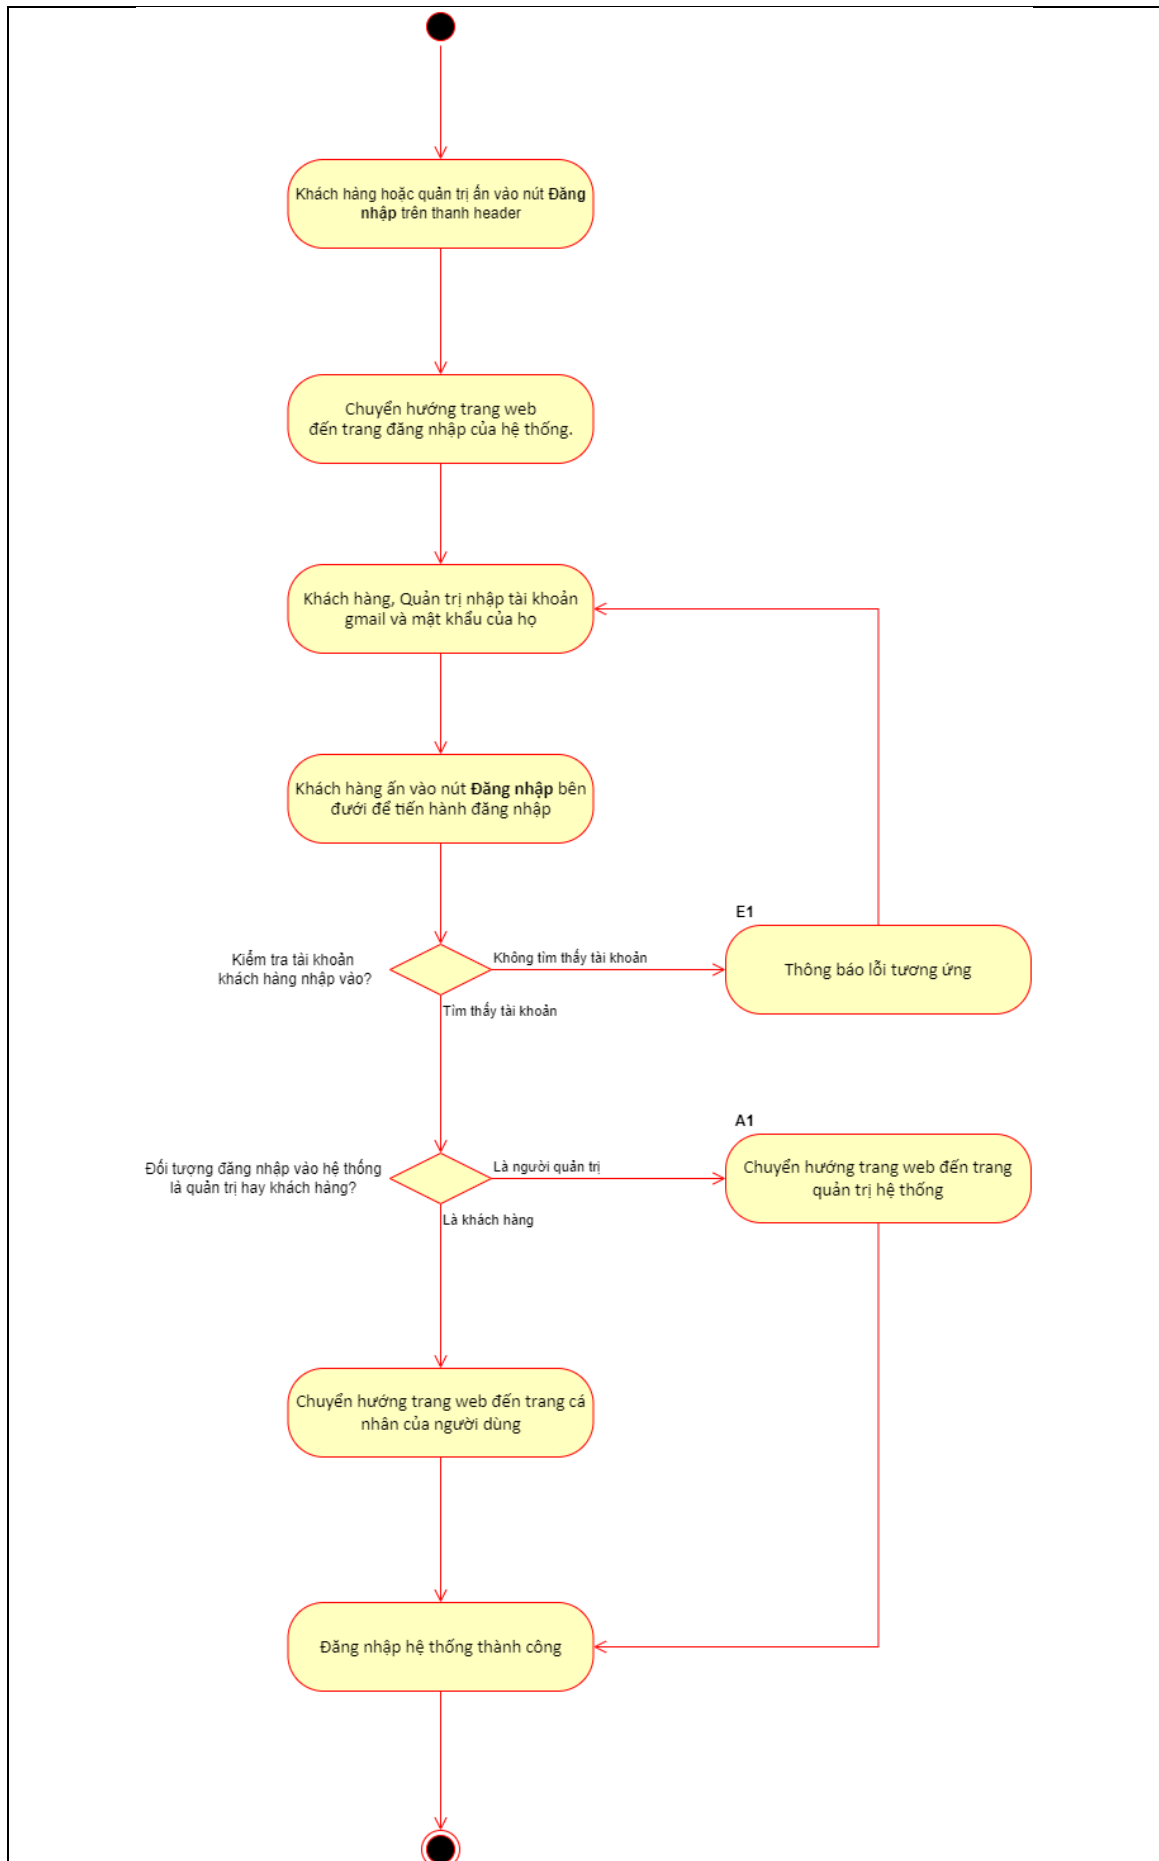 Khách hàng hoặc quản trị ấn vào nút Đăng
nhập trên thanh header
Chuyển hướng trang web
đến trang đăng nhập của hệ thống.
Khách hàng, Quản trị nhập tài khoản
gmail và mật khẩu của họ
Khách hàng ấn vào nút Đăng nhập bên
đưới để tiến hành đăng nhập
E1
Kiểm tra tài khoản
khách hàng nhập vào?
Không tìm thấy tài khoản
Thông báo lỗi tương ứng
Tìm thấy tài khoản
A1
Đối tượng đăng nhập vào hệ thống
là quản trị hay khách hàng?
Là người quản trị
Chuyển hướng trang web đến trang
quản trị hệ thống
Là khách hàng
Chuyển hướng trang web đến trang cá
nhân của người dùng
Đăng nhập hệ thống thành công